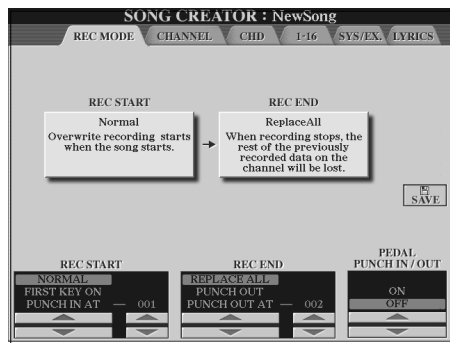 SONG CREATOR : NewSong
REC MODE CHANNEL CHD 1-16 SYS/EX. LYRICS
REC START
Normal
Overwrite recording starts
when the song starts.
REC END
ReplaceAll
When recording stops, the
rest of the previously
recorded data on the
channel will be lost.
SAVE
REC START
NORMAL
FIRST KEY ON
PUNCH IN AT — 001
REC END
REPLACE ALL
PUNCH OUT
PUNCH OUT AT — 002
PEDAL
PUNCH IN / OUT
ON
OFF